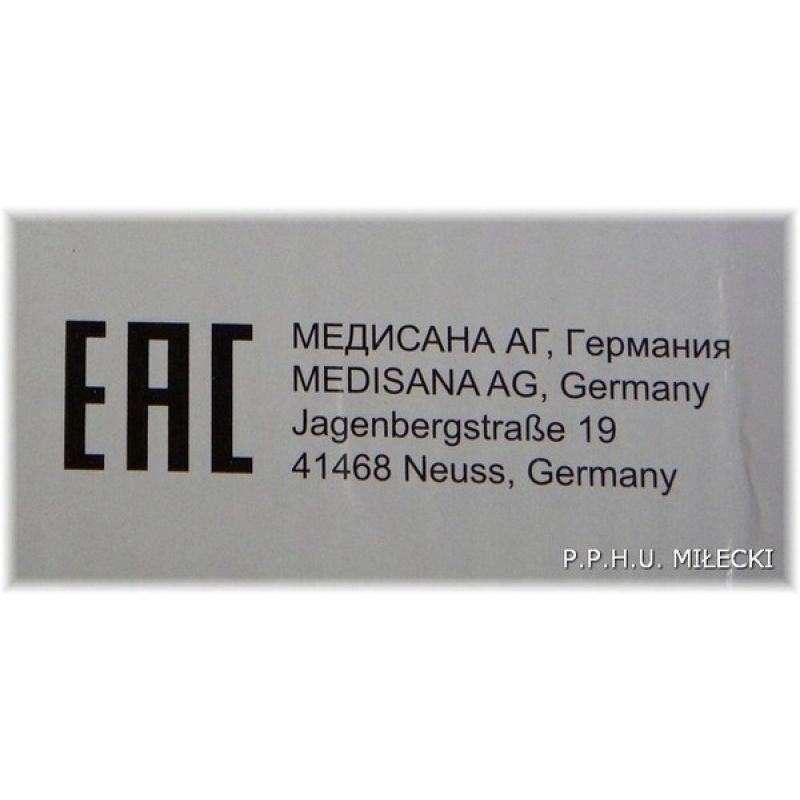 EAC
МЕДИСАНА АГ, Германия
MEDISANA AG, Germany
Jagenbergstraße 19
41468 Neuss, Germany
P.P.H.U. MIŁECKI